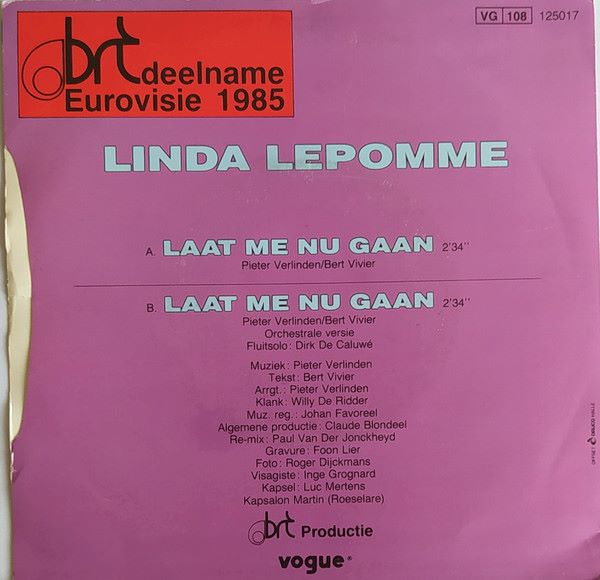 VG 108 125017
brt deelname
Eurovisie 1985
LINDA LEPOMME
A. LAAT ME NU GAAN 2'34''
Pieter Verlinden/Bert Vivier
B. LAAT ME NU GAAN 2'34''
Pieter Verlinden/Bert Vivier
Orchestrale versie
Fluitsolo: Dirk De Caluwé
Muziek: Pieter Verlinden
Tekst: Bert Vivier
Arrgt.: Pieter Verlinden
Klank: Willy De Ridder
Muz. reg.: Johan Favoreel
Algemene produktie: Claude Blondeel
Re-mix: Paul Van Der Jonckheyd
Gravure: Foon Lier
Foto: Roger Dijckmans
Visagiste: Inge Grognard
Kapsel: Luc Mertens
Kapsalon Martin (Roeselare)
brt Productie
vogue®
OFFSET DREUCO HALLE